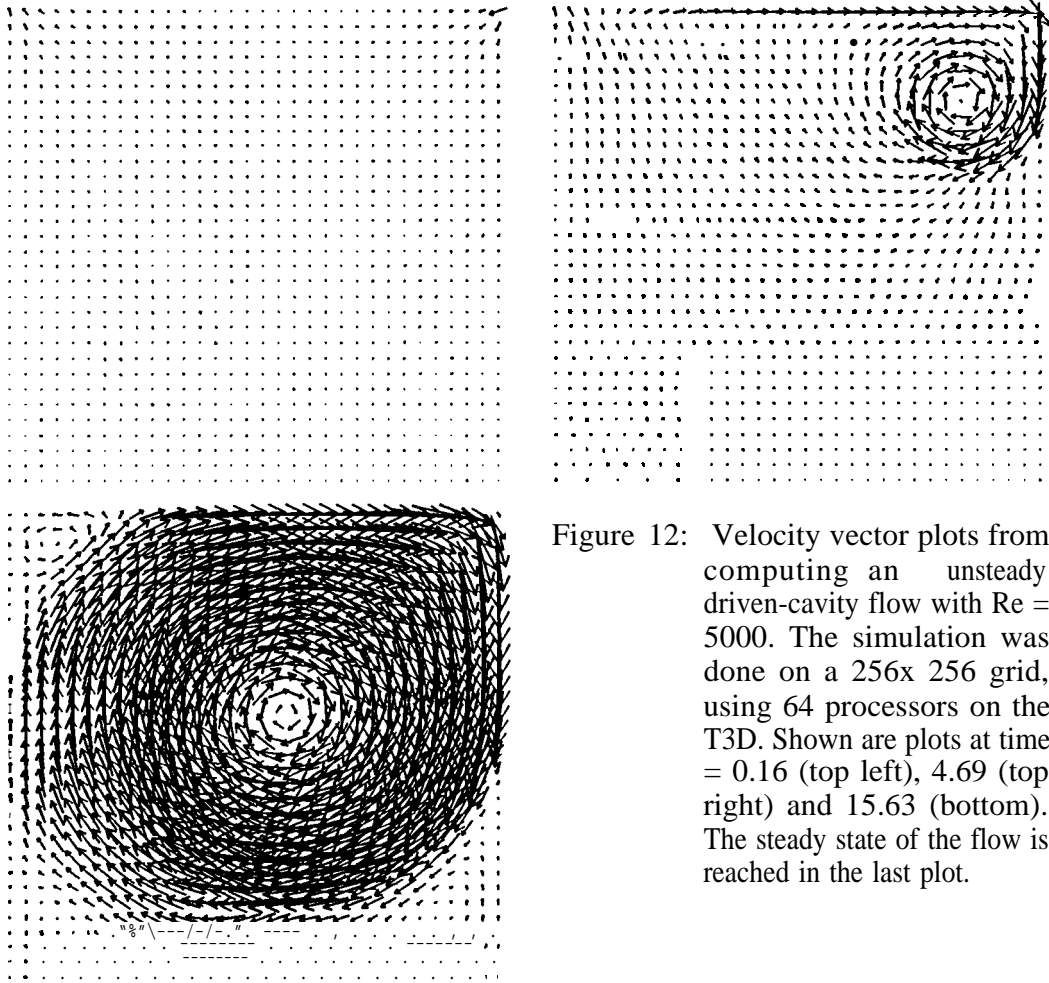 Figure 12: Velocity vector plots from
computing an unsteady
driven-cavity flow with Re =
5000. The simulation was
done on a 256x 256 grid,
using 64 processors on the
T3D. Shown are plots at time
= 0.16 (top left), 4.69 (top
right) and 15.63 (bottom).
The steady state of the flow is
reached in the last plot.